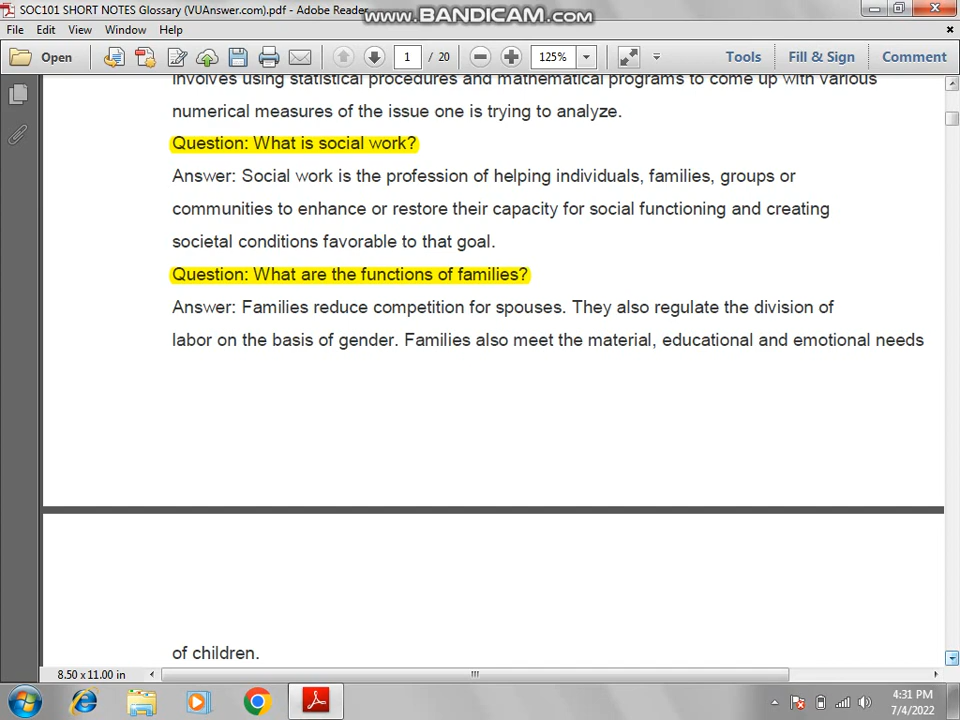 SOC101 SHORT NOTES Glossary (VUAnswer.com).pdf - Adobe Reader
www.BANDICAM.com
File Edit View Window Help
Open 1 / 20 125% Tools Fill & Sign Comment
involves using statistical procedures and mathematical programs to come up with various
numerical measures of the issue one is trying to analyze.
Question: What is social work?
Answer: Social work is the profession of helping individuals, families, groups or
communities to enhance or restore their capacity for social functioning and creating
societal conditions favorable to that goal.
Question: What are the functions of families?
Answer: Families reduce competition for spouses. They also regulate the division of
labor on the basis of gender. Families also meet the material, educational and emotional needs
of children.
8.50 x 11.00 in
4:31 PM
7/4/2022